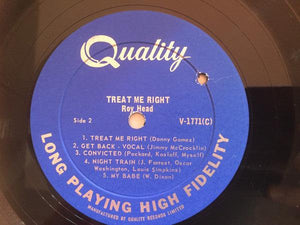 Quality
TREAT ME RIGHT
Roy Head
Side 2
V-1771(C)
1. TREAT ME RIGHT (Donny Gomez)
2. GET BACK - VOCAL (Jimmy McCrocklin)
3. CONVICTED (Packard, Kosloff, Myself)
4. NIGHT TRAIN (J. Forrest, Oscar
Washington, Louis Simpkins)
5. MY BABE (W. Dixon)
LONG PLAYING HIGH FIDELITY
MANUFACTURED BY QUALITY RECORDS LIMITED